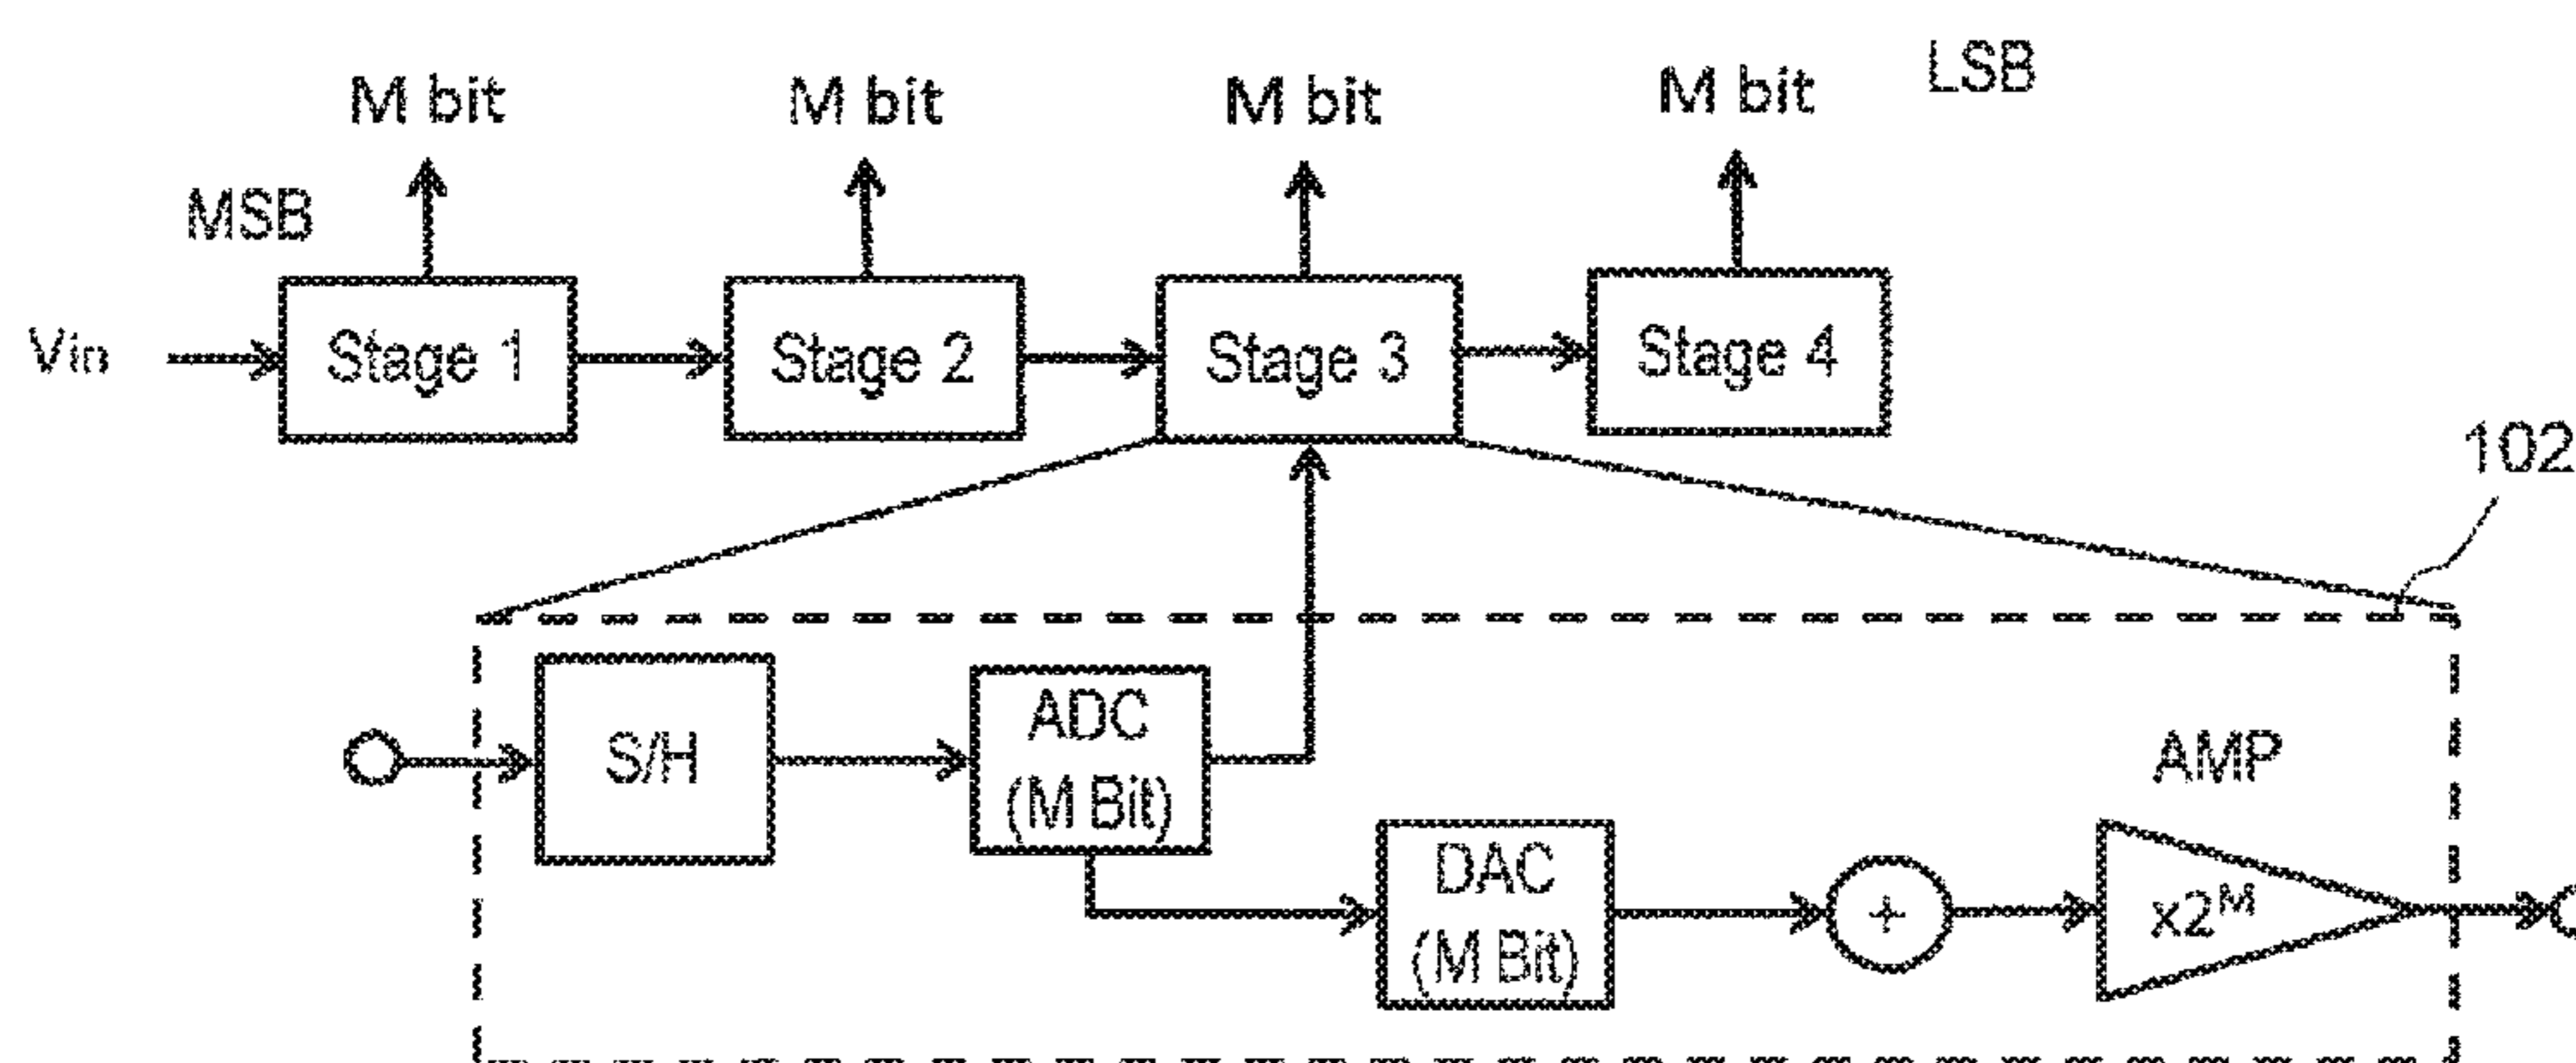 LSB
M bit M bit M bit M bit
MSB
Vin Stage 1 Stage 2 Stage 3 Stage 4
102
S/H
ADC
(M Bit)
AMP
DAC
(M Bit)
+
x2^M